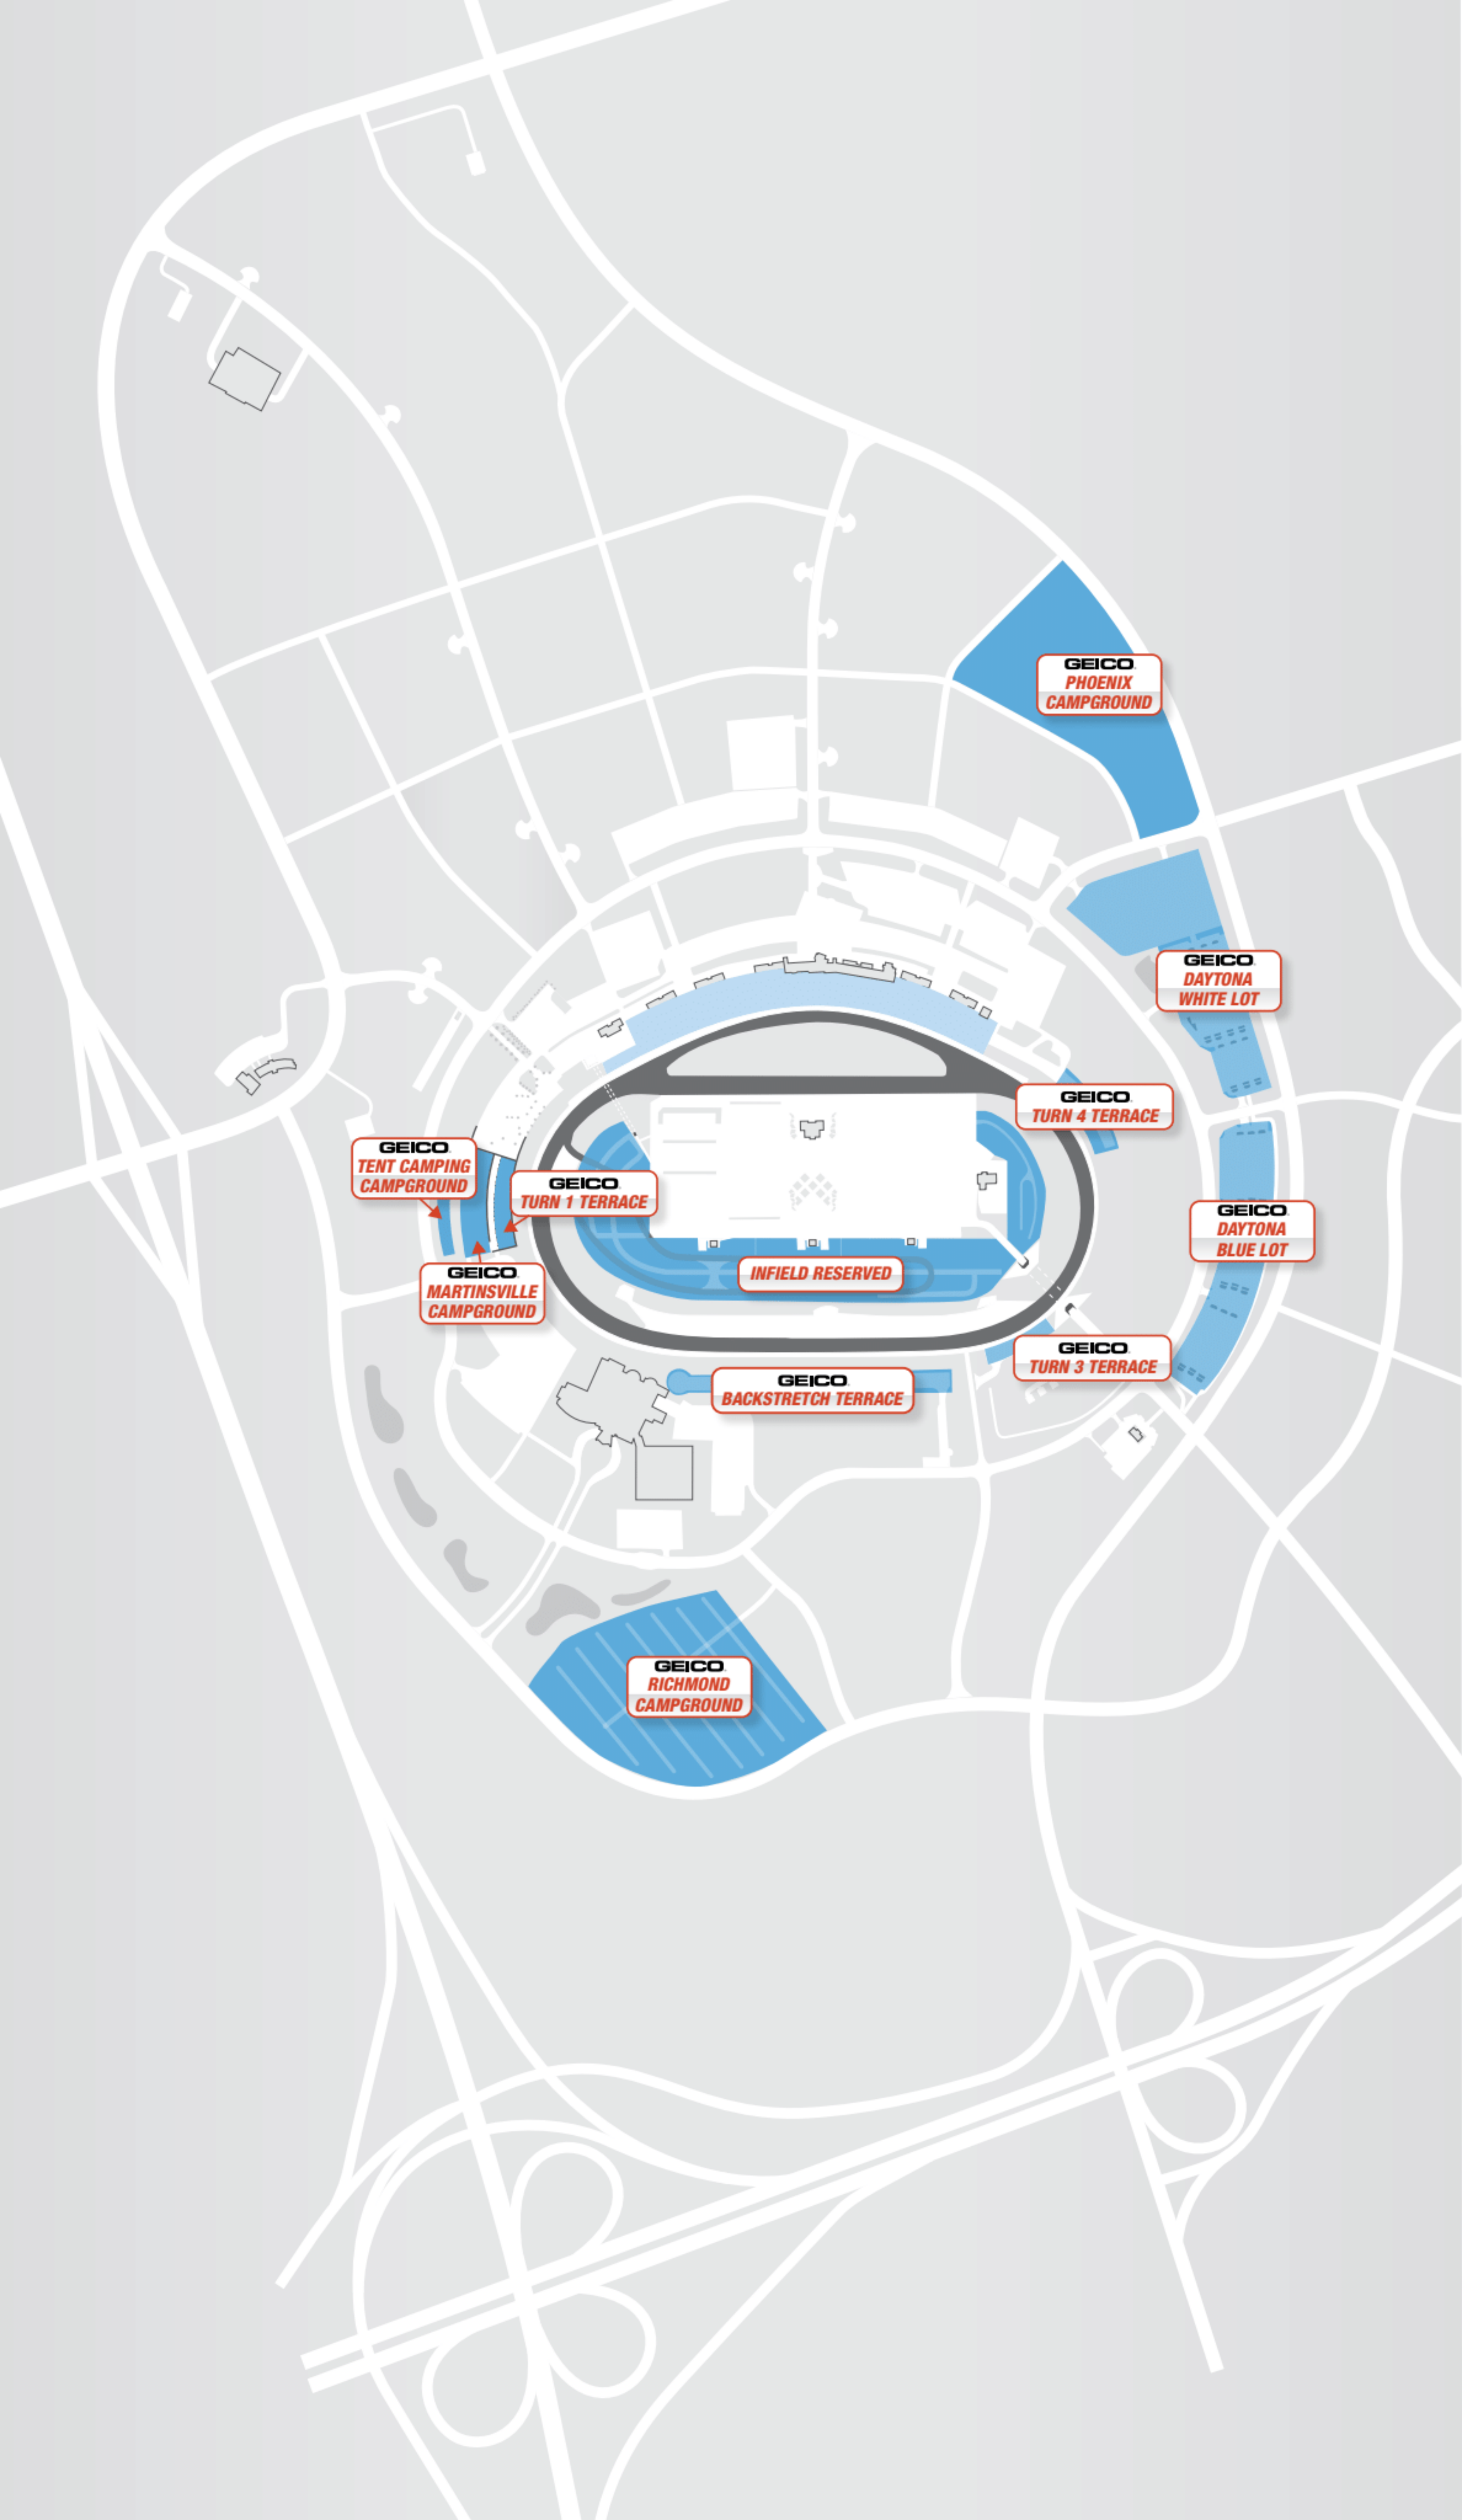 GEICO
PHOENIX
CAMPGROUND
GEICO
DAYTONA
WHITE LOT
GEICO
TURN 4 TERRACE
GEICO
TENT CAMPING
CAMPGROUND
GEICO
TURN 1 TERRACE
GEICO
DAYTONA
BLUE LOT
INFIELD RESERVED
GEICO
MARTINSVILLE
CAMPGROUND
GEICO
TURN 3 TERRACE
GEICO
BACKSTRETCH TERRACE
GEICO
RICHMOND
CAMPGROUND